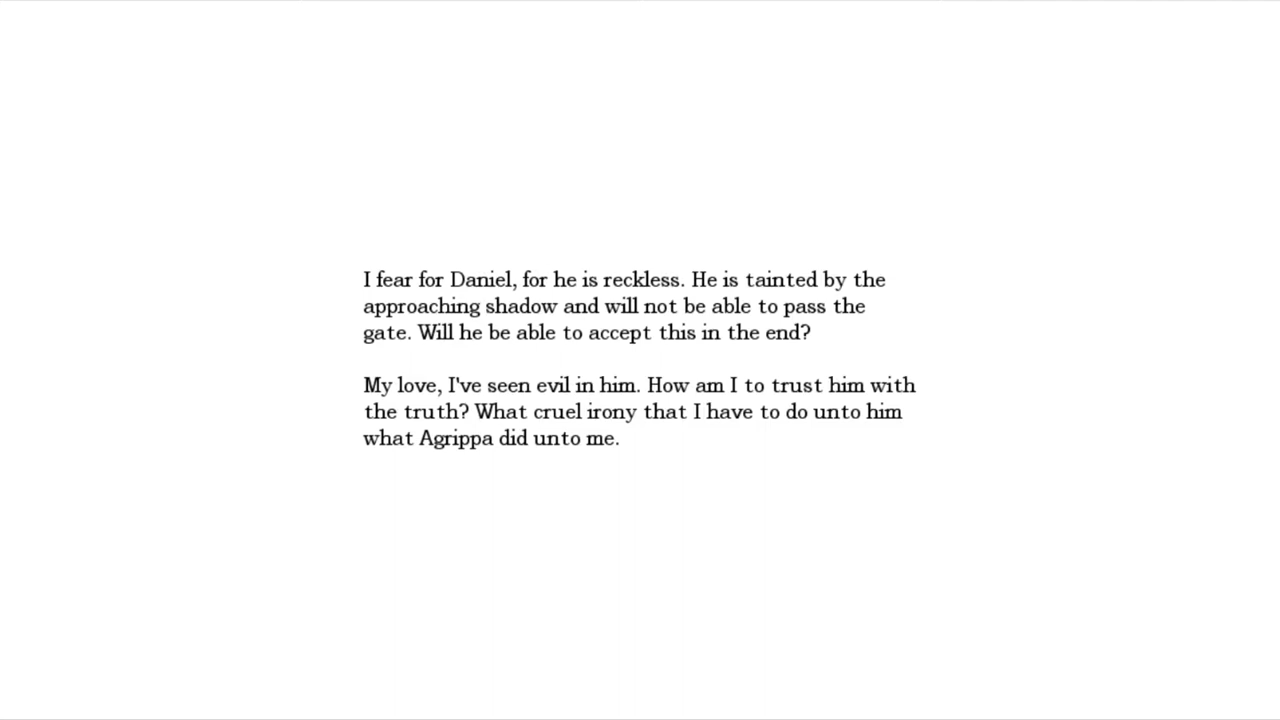 I fear for Daniel, for he is reckless. He is tainted by the
approaching shadow and will not be able to pass the
gate. Will he be able to accept this in the end?
My love, I've seen evil in him. How am I to trust him with
the truth? What cruel irony that I have to do unto him
what Agrippa did unto me.